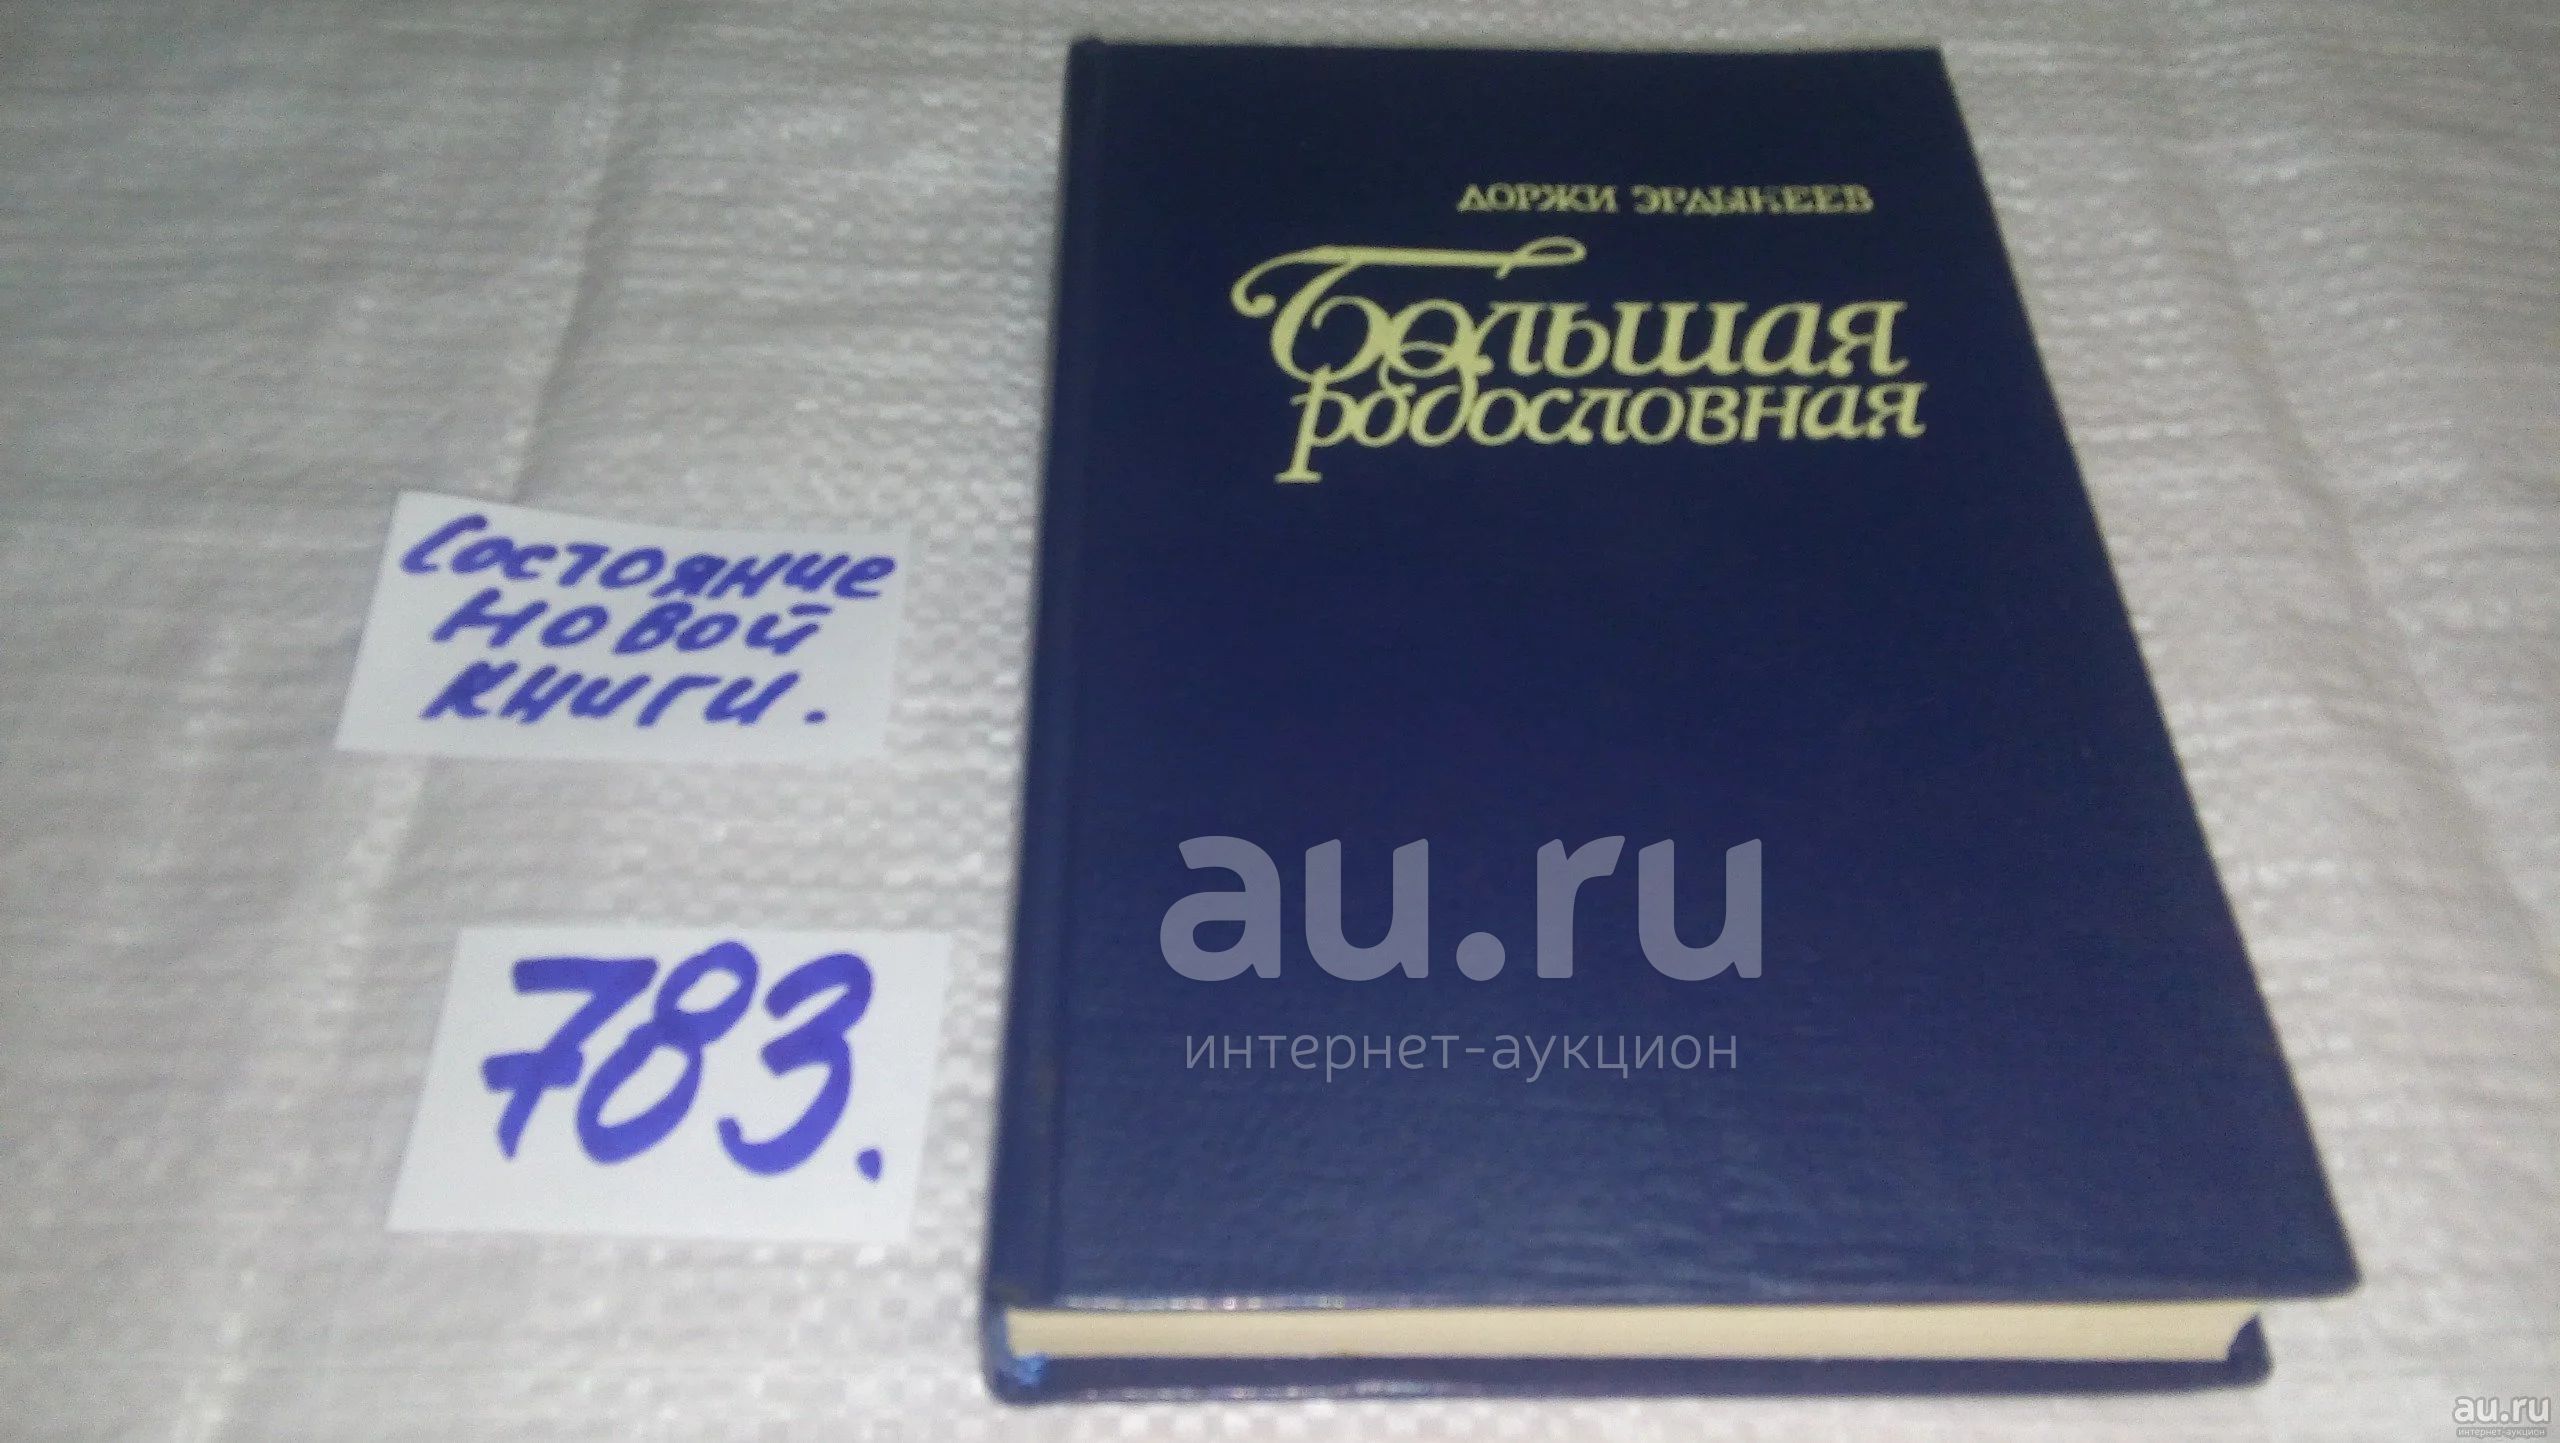 ДОРЖИ ЭРДЫНЕЕВ
Большая
родословная
Состояние
новой
книги.
783.
au.ru
интернет-аукцион
au.ru
интернет-аукцион